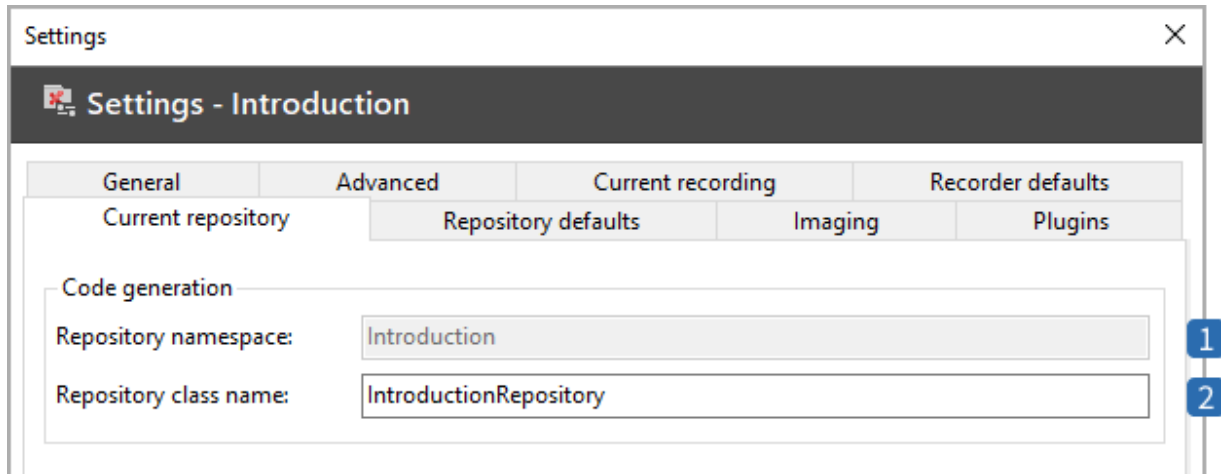 Settings
Settings - Introduction
General Advanced Current recording Recorder defaults
Current repository Repository defaults Imaging Plugins
Code generation
Repository namespace: Introduction 1
Repository class name: IntroductionRepository 2